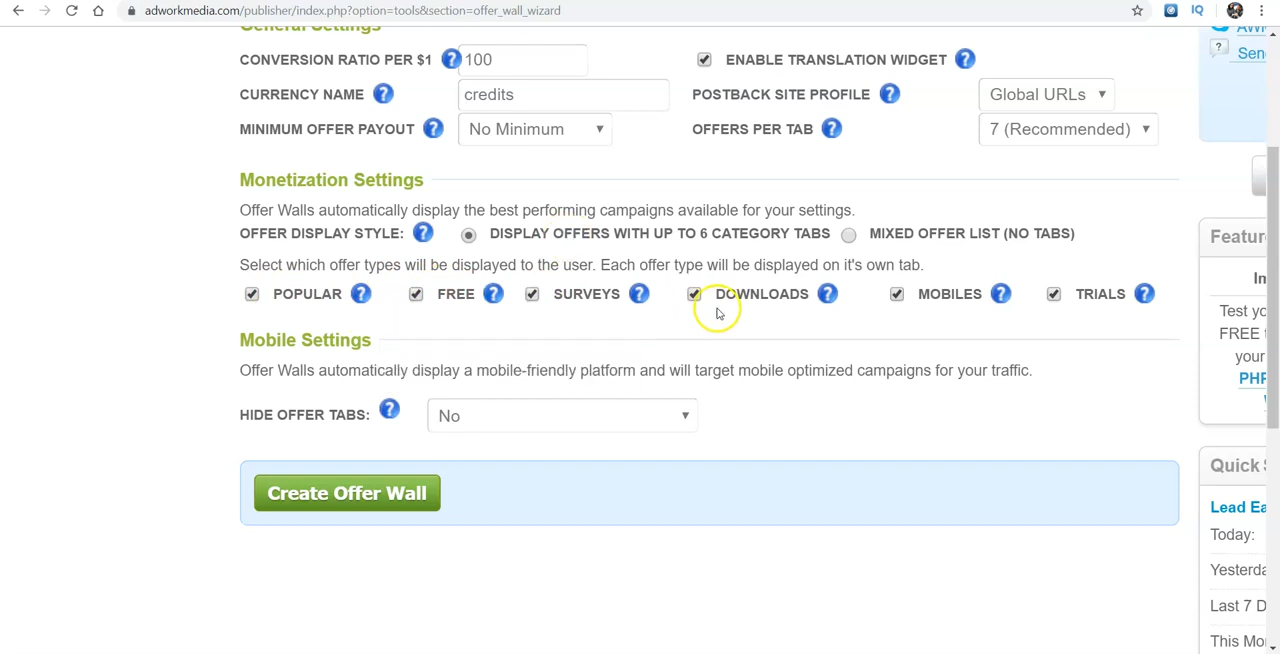 adworkmedia.com/publisher/index.php?option=tools&section=offer_wall_wizard
IQ
General Settings
CONVERSION RATIO PER $1 ? 100
ENABLE TRANSLATION WIDGET ?
CURRENCY NAME ? credits
POSTBACK SITE PROFILE ? Global URLs
MINIMUM OFFER PAYOUT ? No Minimum
OFFERS PER TAB ? 7 (Recommended)
Monetization Settings
Offer Walls automatically display the best performing campaigns available for your settings.
OFFER DISPLAY STYLE: ? DISPLAY OFFERS WITH UP TO 6 CATEGORY TABS MIXED OFFER LIST (NO TABS)
Select which offer types will be displayed to the user. Each offer type will be displayed on it's own tab.
POPULAR ? FREE ? SURVEYS ? DOWNLOADS ? MOBILES ? TRIALS ?
Mobile Settings
Offer Walls automatically display a mobile-friendly platform and will target mobile optimized campaigns for your traffic.
HIDE OFFER TABS: ? No
Create Offer Wall
? Sen
Featur
Im
Test yo
FREE t
your
PHP
Quick S
Lead Ea
Today:
Yesterda
Last 7 D
This Mo